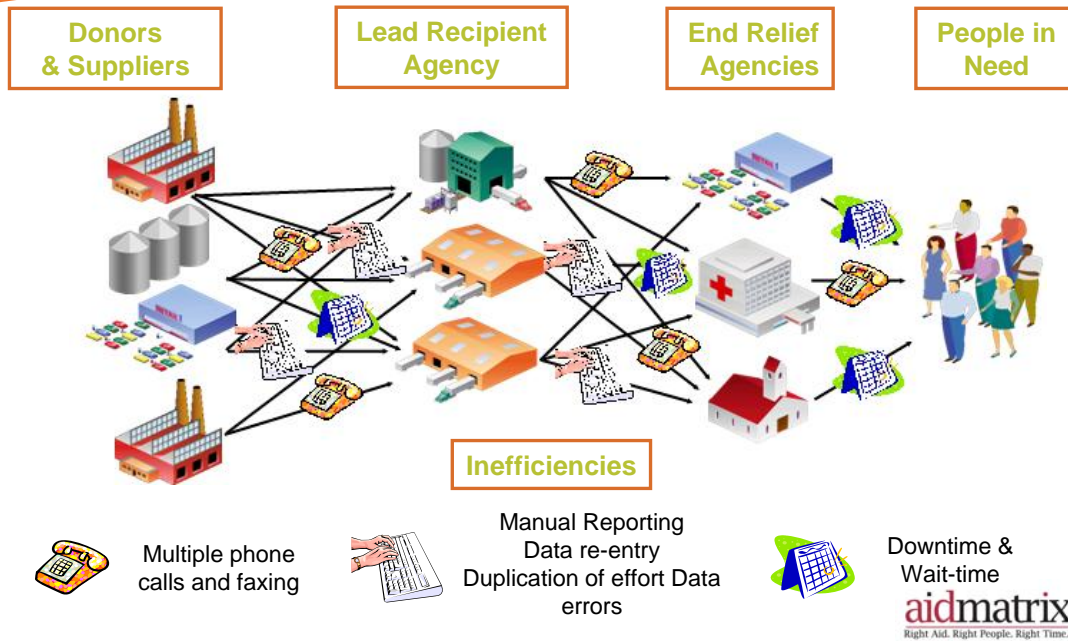 Donors
& Suppliers
Lead Recipient
Agency
End Relief
Agencies
People in
Need
Inefficiencies
Multiple phone
calls and faxing
Manual Reporting
Data re-entry
Duplication of effort Data
errors
Downtime &
Wait-time
aidmatrix
Right Aid. Right People. Right Time.